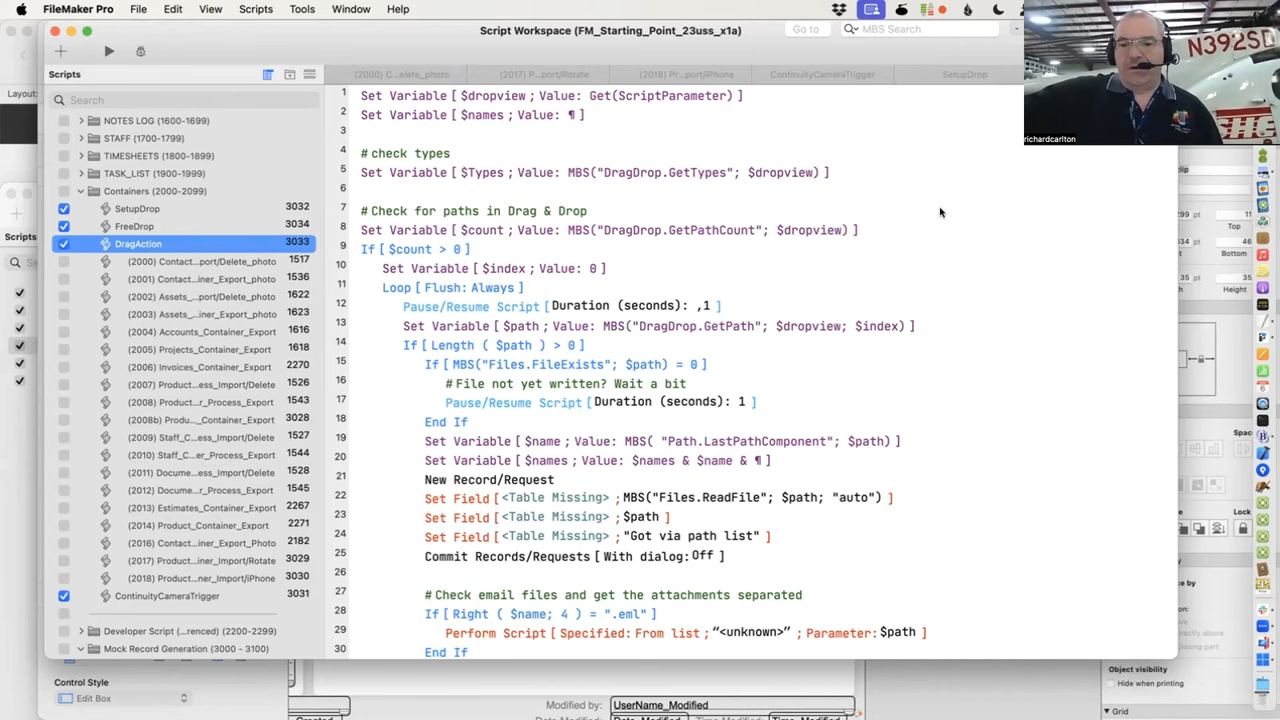 FileMaker Pro File Edit View Scripts Tools Window Help
Script Workspace (FM_Starting_Point_23uss_x1a)
Go to
MBS Search
N392SD
richardcarlton
Scripts
(2000) C...elete_photo
(2017) P...port/Rotate
(2018) Pr...port/iPhone
ContinuityCameraTrigger
SetupDrop
Layout:
Search
NOTES LOG (1600-1699)
STAFF (1700-1799)
TIMESHEETS (1800-1899)
TASK_LIST (1900-1999)
Containers (2000-2099)
SetupDrop 3032
FreeDrop 3034
DragAction 3033
(2000) Contact...port/Delete_photo 1517
(2001) Contact...iner_Export_photo 1536
(2002) Assets_...port/Delete_photo 1622
(2003) Assets_...iner_Export_photo 1623
(2004) Accounts_Container_Export 1616
(2005) Projects_Container_Export 1618
(2006) Invoices_Container_Export 2270
(2007) Product...ess_Import/Delete 1526
(2008) Product...r_Process_Export 1543
(2008b) Produ..._Container_Export 3028
(2009) Staff_C...ess_Import/Delete 1527
(2010) Staff_C...er_Process_Export 1544
(2011) Docume...ess_Import/Delete 1528
(2012) Docume...r_Process_Export 1545
(2013) Estimates_Container_Export 2267
(2014) Product_Container_Export 2271
(2016) Contact...iner_Export_Photo 2182
(2017) Product...iner_Import/Rotate 3029
(2018) Product...ner_Import/iPhone 3030
ContinuityCameraTrigger 3031
Developer Script (...renced) (2200-2299)
Mock Record Generation (3000 - 3100)
Scripts
1 Set Variable [ $dropview ; Value: Get(ScriptParameter) ]
2 Set Variable [ $names ; Value: ¶ ]
3
4 # check types
5 Set Variable [ $Types ; Value: MBS("DragDrop.GetTypes"; $dropview) ]
6
7 # Check for paths in Drag & Drop
8 Set Variable [ $count ; Value: MBS("DragDrop.GetPathCount"; $dropview) ]
9 If [ $count > 0 ]
10 Set Variable [ $index ; Value: 0 ]
11 Loop [ Flush: Always ]
12 Pause/Resume Script [ Duration (seconds): ,1 ]
13 Set Variable [ $path ; Value: MBS("DragDrop.GetPath"; $dropview; $index) ]
14 If [ Length ( $path ) > 0 ]
15 If [ MBS("Files.FileExists"; $path) = 0 ]
16 # File not yet written? Wait a bit
17 Pause/Resume Script [ Duration (seconds): 1 ]
18 End If
19 Set Variable [ $name ; Value: MBS( "Path.LastPathComponent"; $path) ]
20 Set Variable [ $names ; Value: $names & $name & ¶ ]
21 New Record/Request
22 Set Field [ <Table Missing> ; MBS("Files.ReadFile"; $path; "auto") ]
23 Set Field [ <Table Missing> ; $path ]
24 Set Field [ <Table Missing> ; "Got via path list" ]
25 Commit Records/Requests [ With dialog: Off ]
26
27 # Check email files and get the attachments separated
28 If [ Right ( $name; 4 ) = ".eml" ]
29 Perform Script [ Specified: From list ; “<unknown>” ; Parameter: $path ]
30 End If
Top
Bottom
Height
Lock
Object visibility
Hide when printing
Grid
Control Style
Edit Box
Modified by:
UserName_Modified